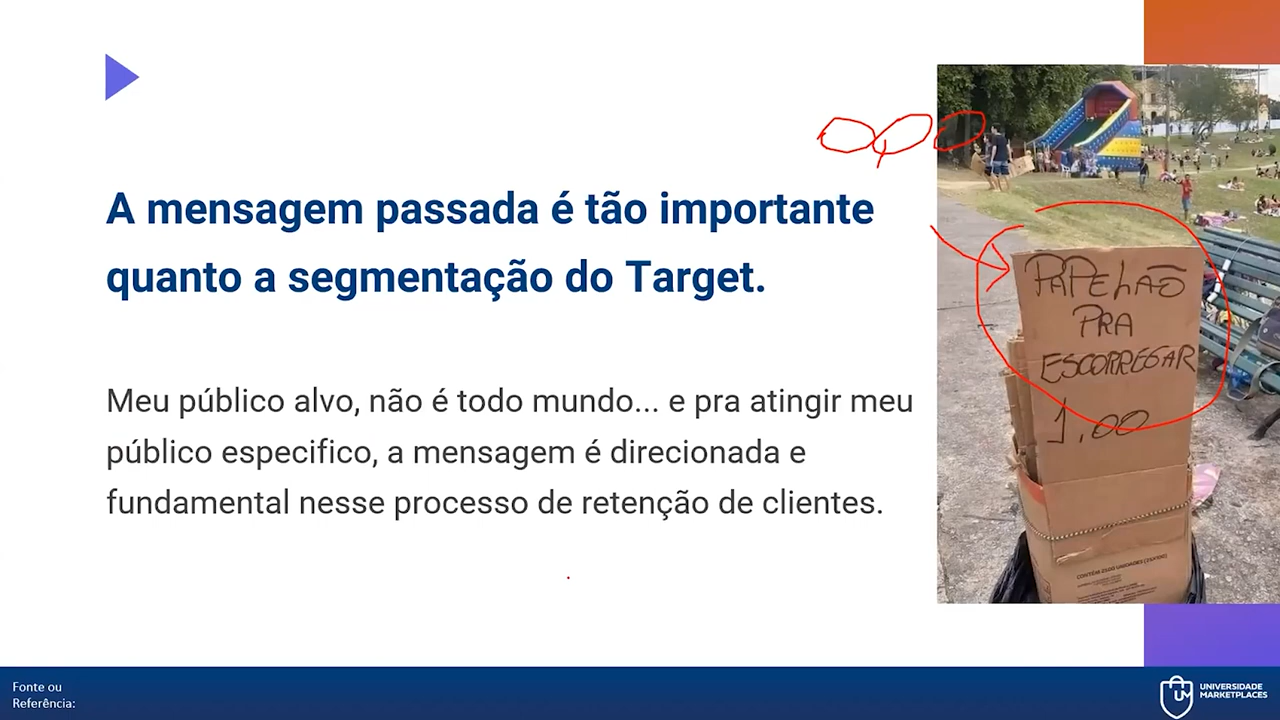 A mensagem passada é tão importante
quanto a segmentação do Target.
Meu público alvo, não é todo mundo... e pra atingir meu
público especifico, a mensagem é direcionada e
fundamental nesse processo de retenção de clientes.
PAPELÃO
PRA
ESCORREGAR
1,00
Fonte ou
Referência:
UM
UNIVERSIDADE
MARKETPLACES